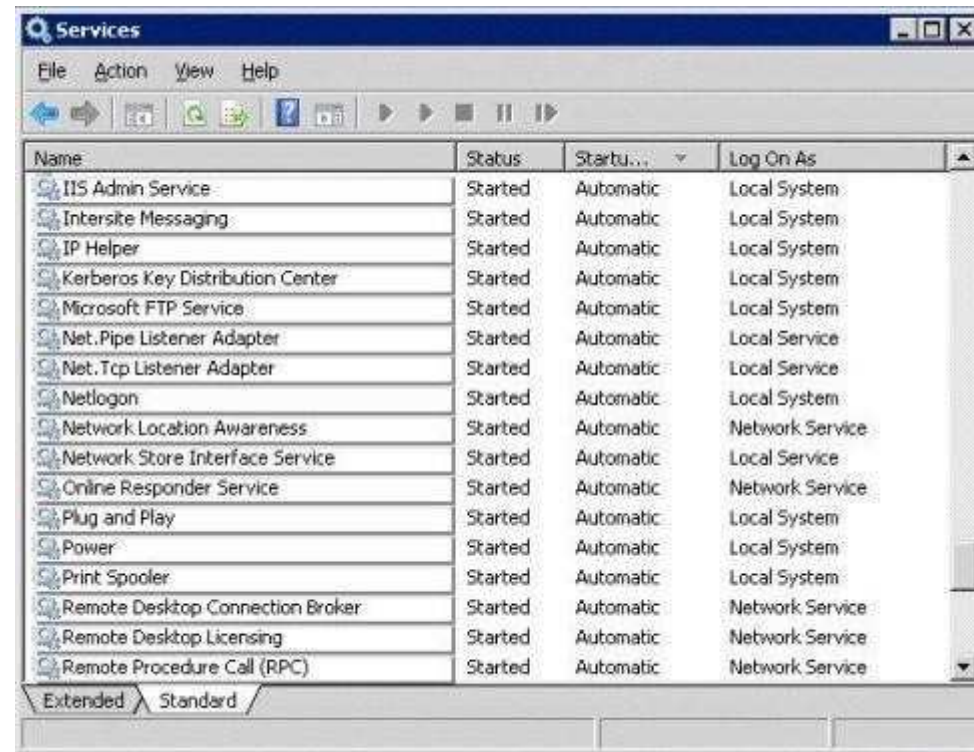 Services
File Action View Help
Name Status Startu... Log On As
IIS Admin Service Started Automatic Local System
Intersite Messaging Started Automatic Local System
IP Helper Started Automatic Local System
Kerberos Key Distribution Center Started Automatic Local System
Microsoft FTP Service Started Automatic Local System
Net.Pipe Listener Adapter Started Automatic Local Service
Net.Tcp Listener Adapter Started Automatic Local Service
Netlogon Started Automatic Local System
Network Location Awareness Started Automatic Network Service
Network Store Interface Service Started Automatic Local Service
Online Responder Service Started Automatic Network Service
Plug and Play Started Automatic Local System
Power Started Automatic Local System
Print Spooler Started Automatic Local System
Remote Desktop Connection Broker Started Automatic Network Service
Remote Desktop Licensing Started Automatic Network Service
Remote Procedure Call (RPC) Started Automatic Network Service
Extended Standard